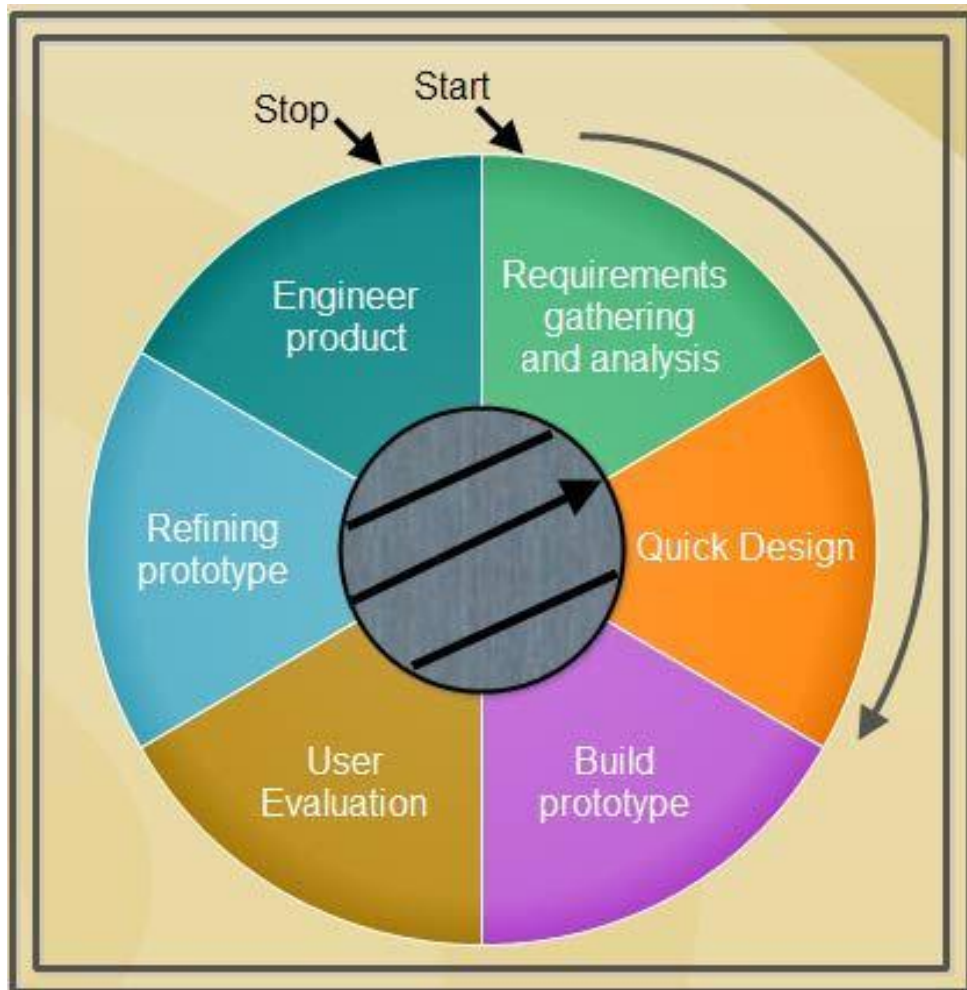 Stop
Start
Requirements
gathering
and analysis
Quick Design
Build
prototype
User
Evaluation
Refining
prototype
Engineer
product